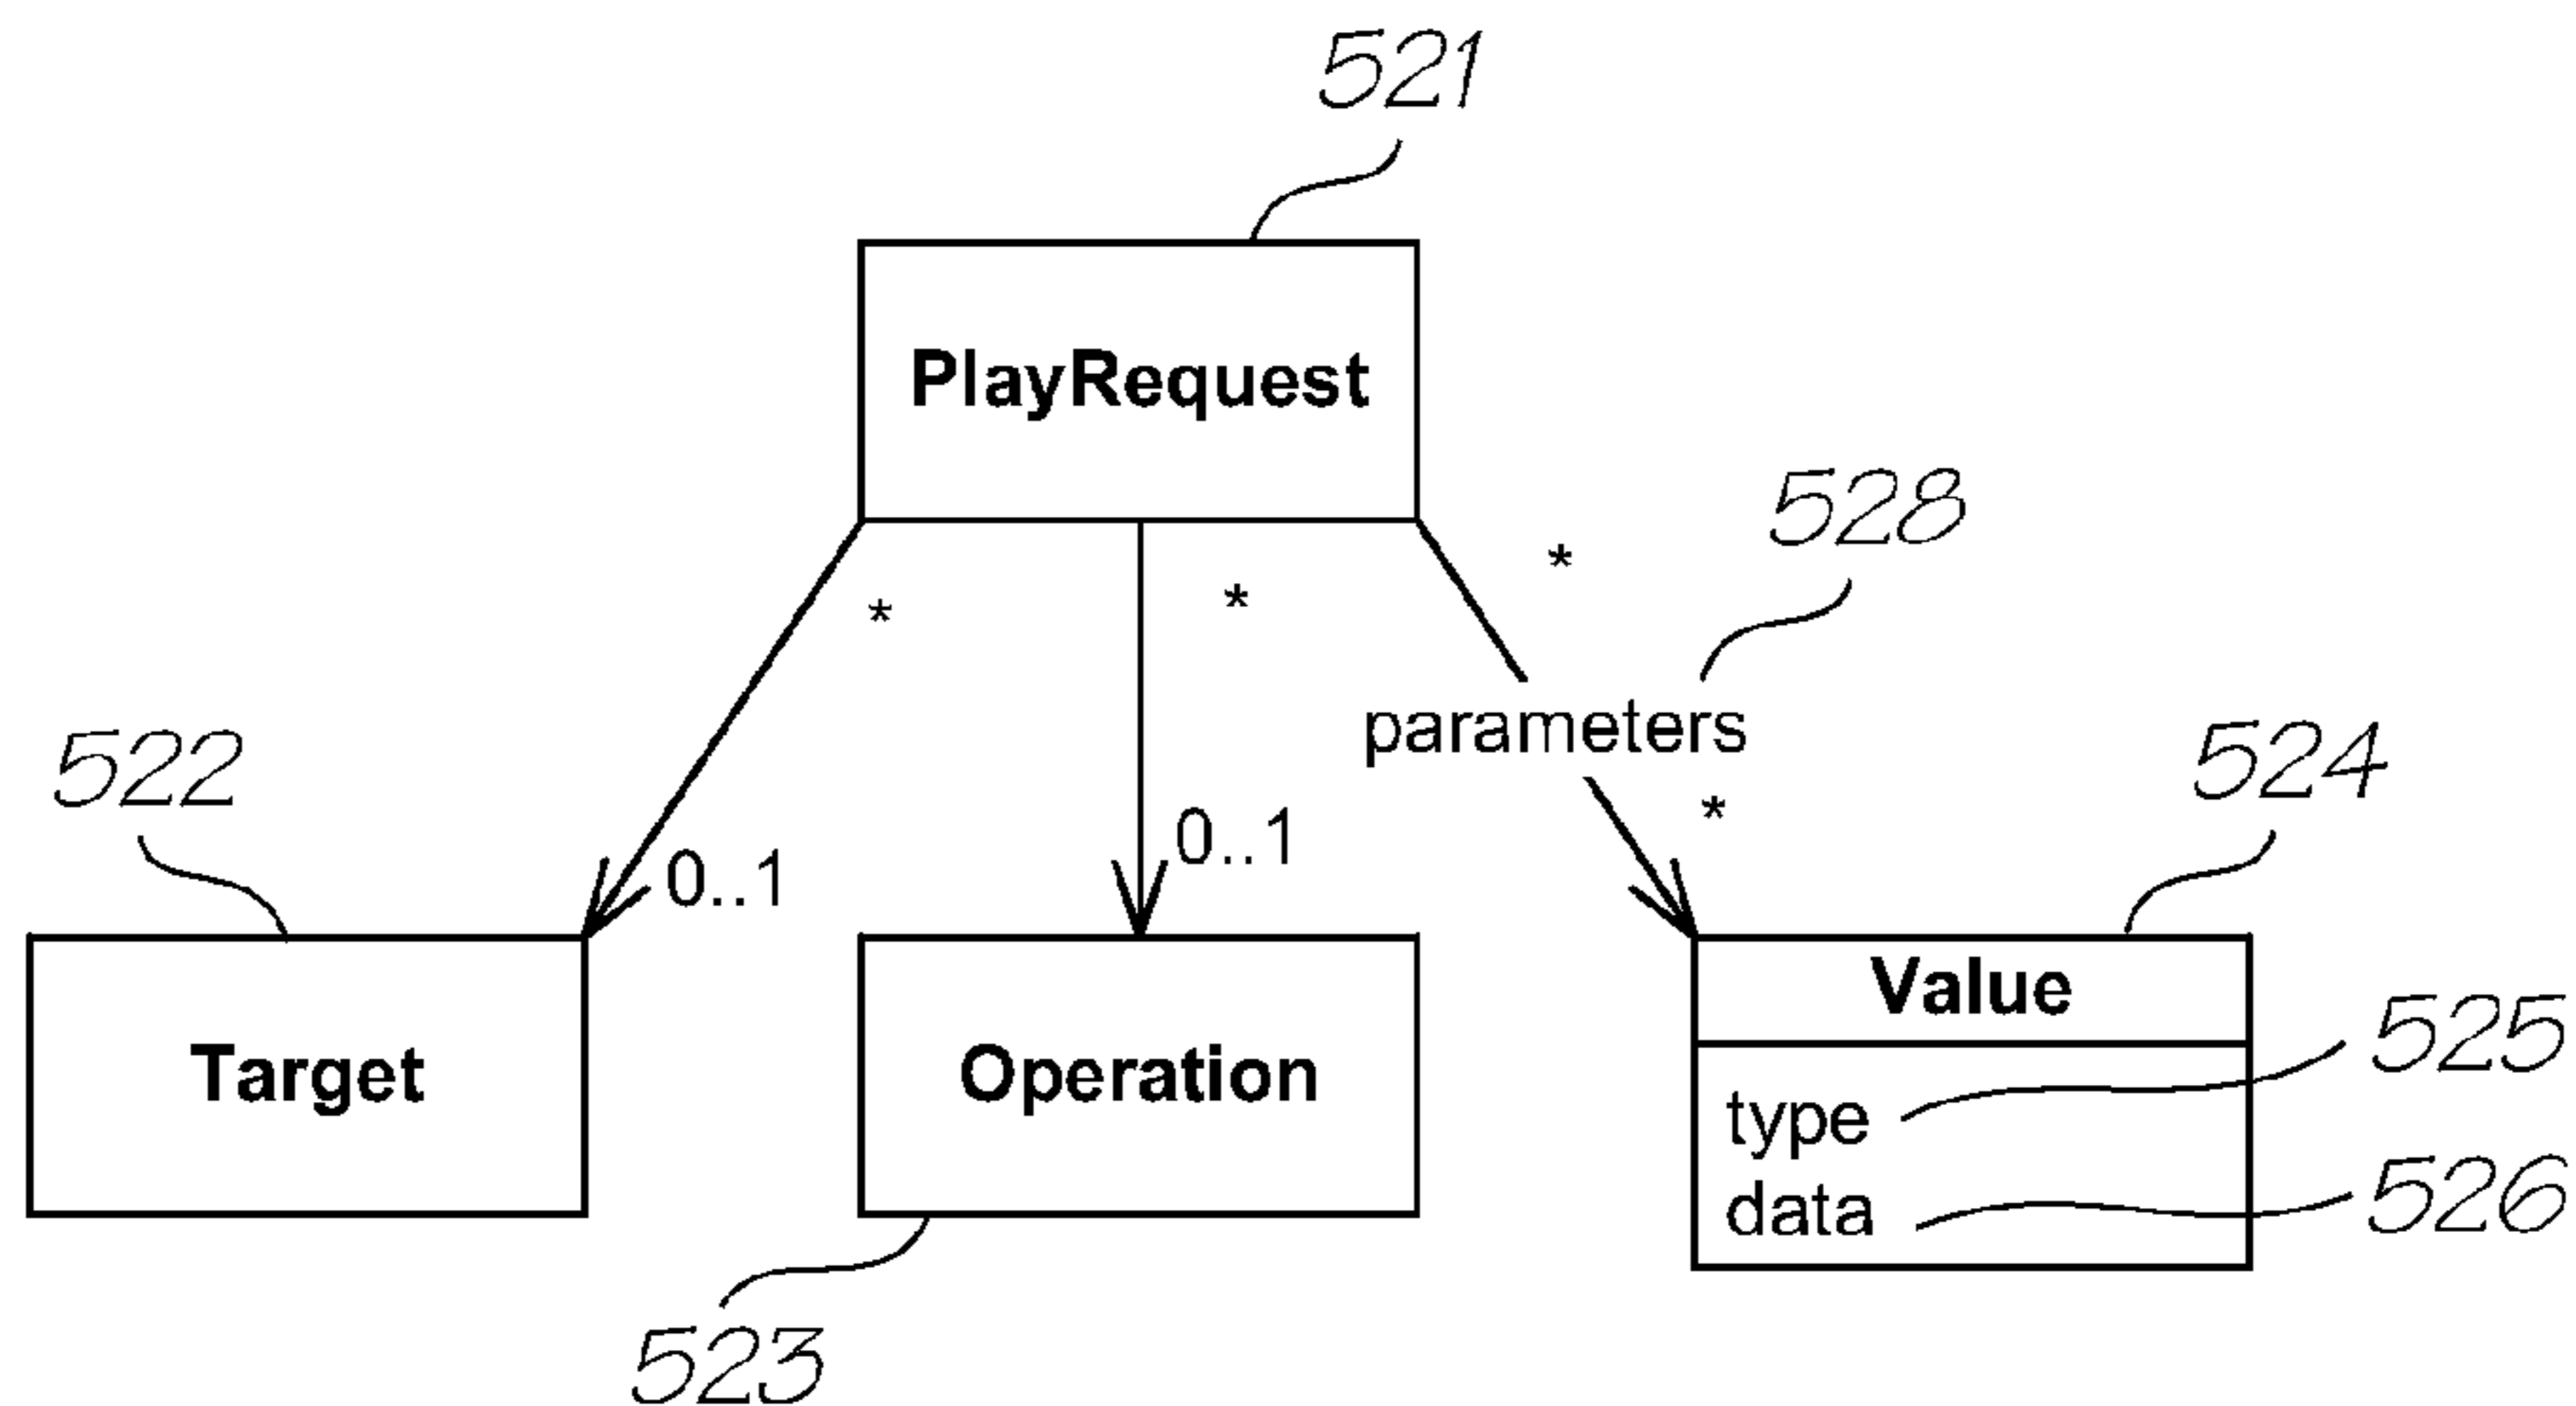 521
PlayRequest
528
*
*
*
parameters
522
524
*
0..1
0..1
Value
525
Target
Operation
type
526
data
523